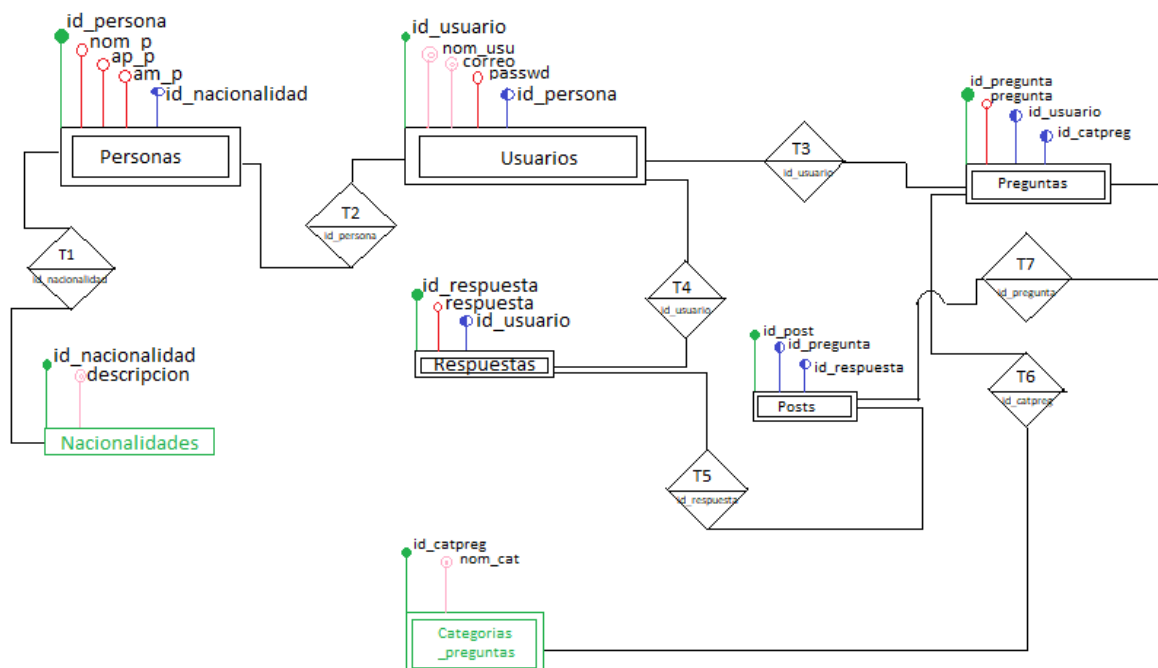 id_persona
nom_p
ap_p
am_p
id_nacionalidad
Personas
id_usuario
nom_usu
correo
passwd
id_persona
Usuarios
id_pregunta
pregunta
id_usuario
id_catpreg
Preguntas
T3
id_usuario
T2
id_persona
T1
id_nacionalidad
T4
id_usuario
T7
id_pregunta
id_respuesta
respuesta
id_usuario
Respuestas
id_post
id_pregunta
id_respuesta
Posts
T6
id_catpreg
id_nacionalidad
descripcion
Nacionalidades
T5
id_respuesta
id_catpreg
nom_cat
Categorias
_preguntas